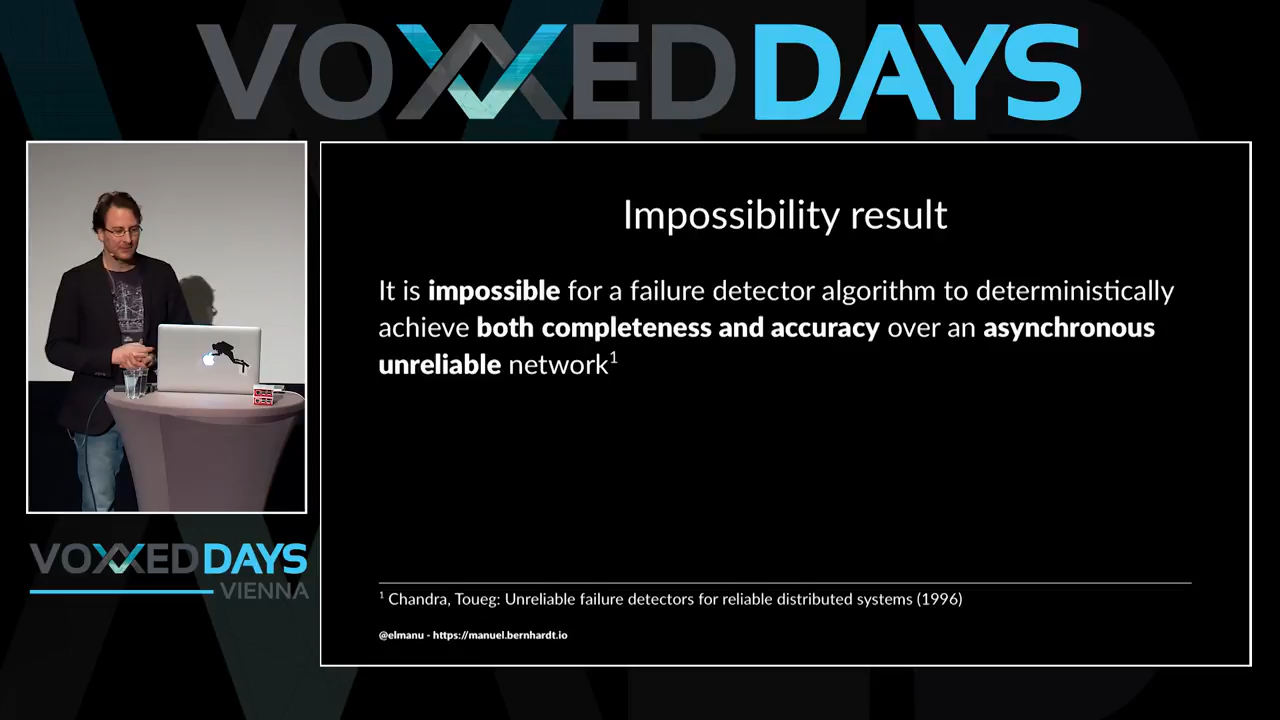 VOXXED DAYS
Impossibility result
It is impossible for a failure detector algorithm to deterministically
achieve both completeness and accuracy over an asynchronous
unreliable network¹
VOXXED DAYS
VIENNA
¹ Chandra, Toueg: Unreliable failure detectors for reliable distributed systems (1996)
@elmanu - https://manuel.bernhardt.io